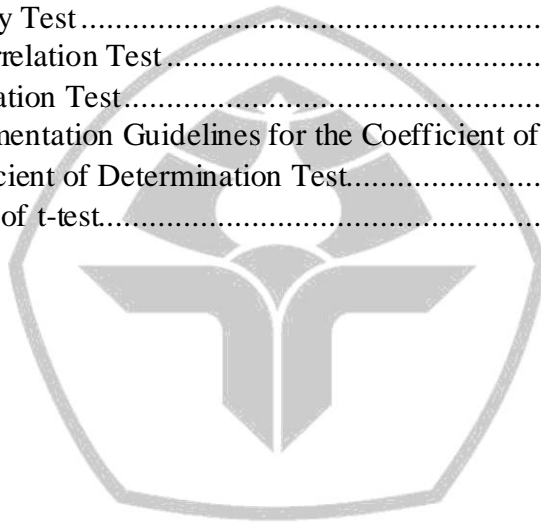 y Test.....................................................
rrelation Test..........................................
ation Test................................................
mentation Guidelines for the Coefficient of
cient of Determination Test......................
of t-test...................................................